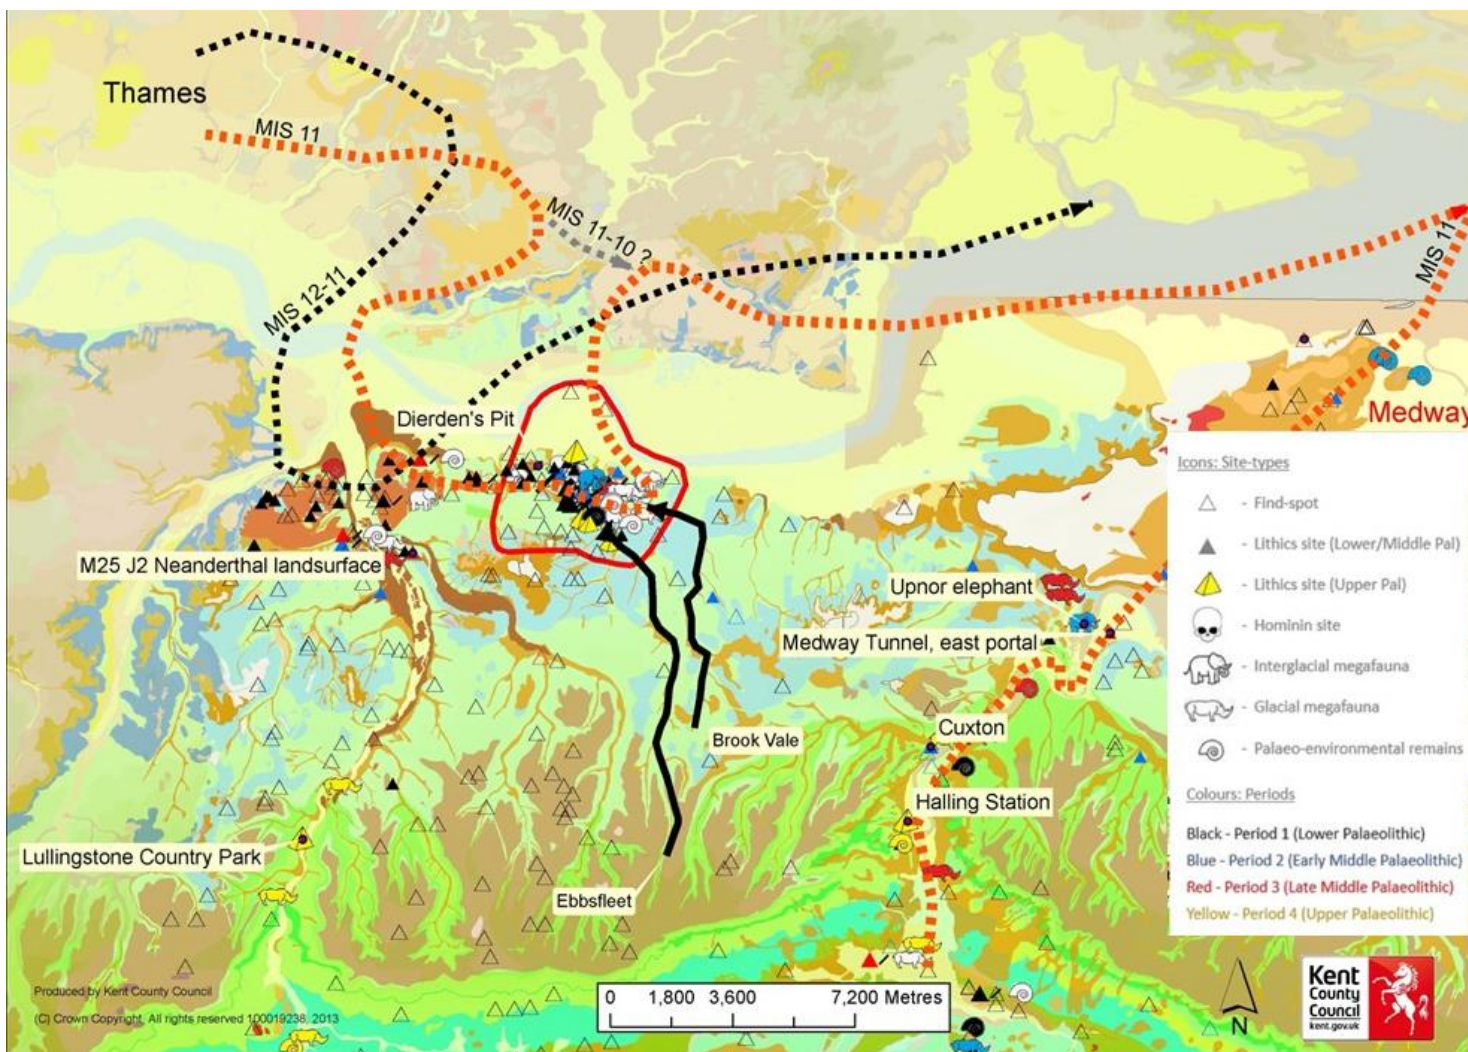 Thames
MIS 11
MIS 11-10 ?
MIS 12-11
MIS 11
Dierden's Pit
Medway
M25 J2 Neanderthal landsurface
Upnor elephant
Medway Tunnel, east portal
Cuxton
Brook Vale
Halling Station
Lullingstone Country Park
Ebbsfleet
Icons: Site-types
- Find-spot
- Lithics site (Lower/Middle Pal)
- Lithics site (Upper Pal)
- Hominin site
- Interglacial megafauna
- Glacial megafauna
- Palaeo-environmental remains
Colours: Periods
Black - Period 1 (Lower Palaeolithic)
Blue - Period 2 (Early Middle Palaeolithic)
Red - Period 3 (Late Middle Palaeolithic)
Yellow - Period 4 (Upper Palaeolithic)
Produced by Kent County Council
(C) Crown Copyright. All rights reserved 100019238, 2013
0 1,800 3,600 7,200 Metres
N
Kent
County
Council
kent.gov.uk